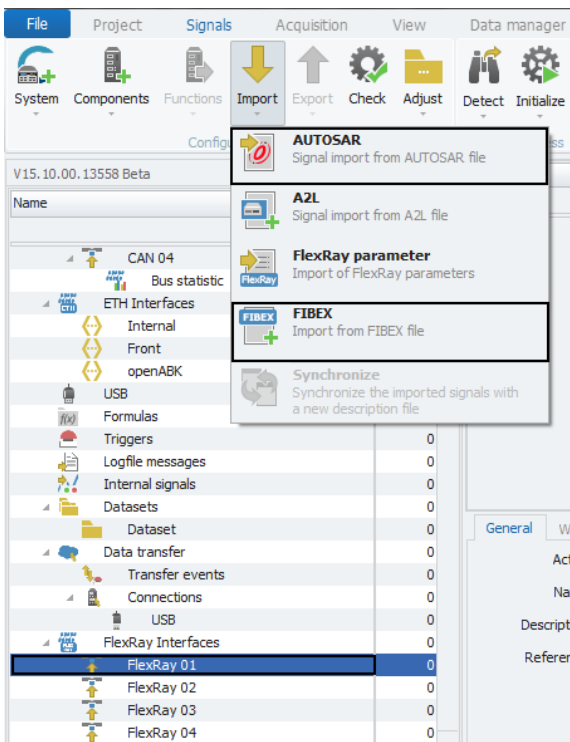 File Project Signals Acquisition View Data manager
System Components Functions Import Export Check Adjust Detect Initialize
Configu ss
AUTOSAR
Signal import from AUTOSAR file
A2L
Signal import from A2L file
FlexRay
FlexRay parameter
Import of FlexRay parameters
FIBEX
FIBEX
Import from FIBEX file
Synchronize
Synchronize the imported signals with
a new description file
V15.10.00.13558 Beta
Name
CAN 04
Bus statistic
ETH ETH Interfaces
Internal
Front
openABK
USB
f(x) Formulas 0
Triggers 0
Logfile messages 0
Internal signals 0
Datasets 0
Dataset 0
Data transfer 0
Transfer events 0
Connections 0
USB 0
FlexRay Interfaces 0
FlexRay 01 0
FlexRay 02 0
FlexRay 03 0
FlexRay 04 0
General W
Act
Na
Descript
Referen